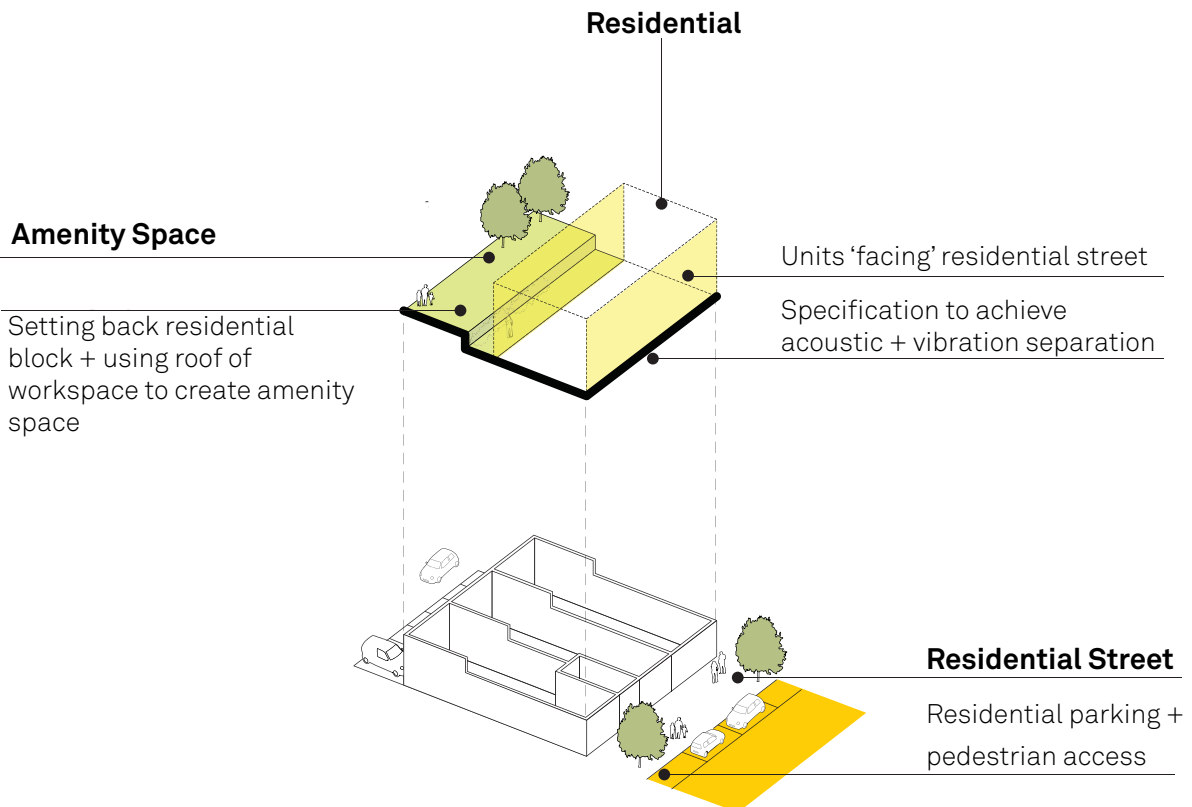 Residential
Amenity Space
Setting back residential
block + using roof of
workspace to create amenity
space
Units ‘facing’ residential street
Specification to achieve
acoustic + vibration separation
Residential Street
Residential parking +
pedestrian access